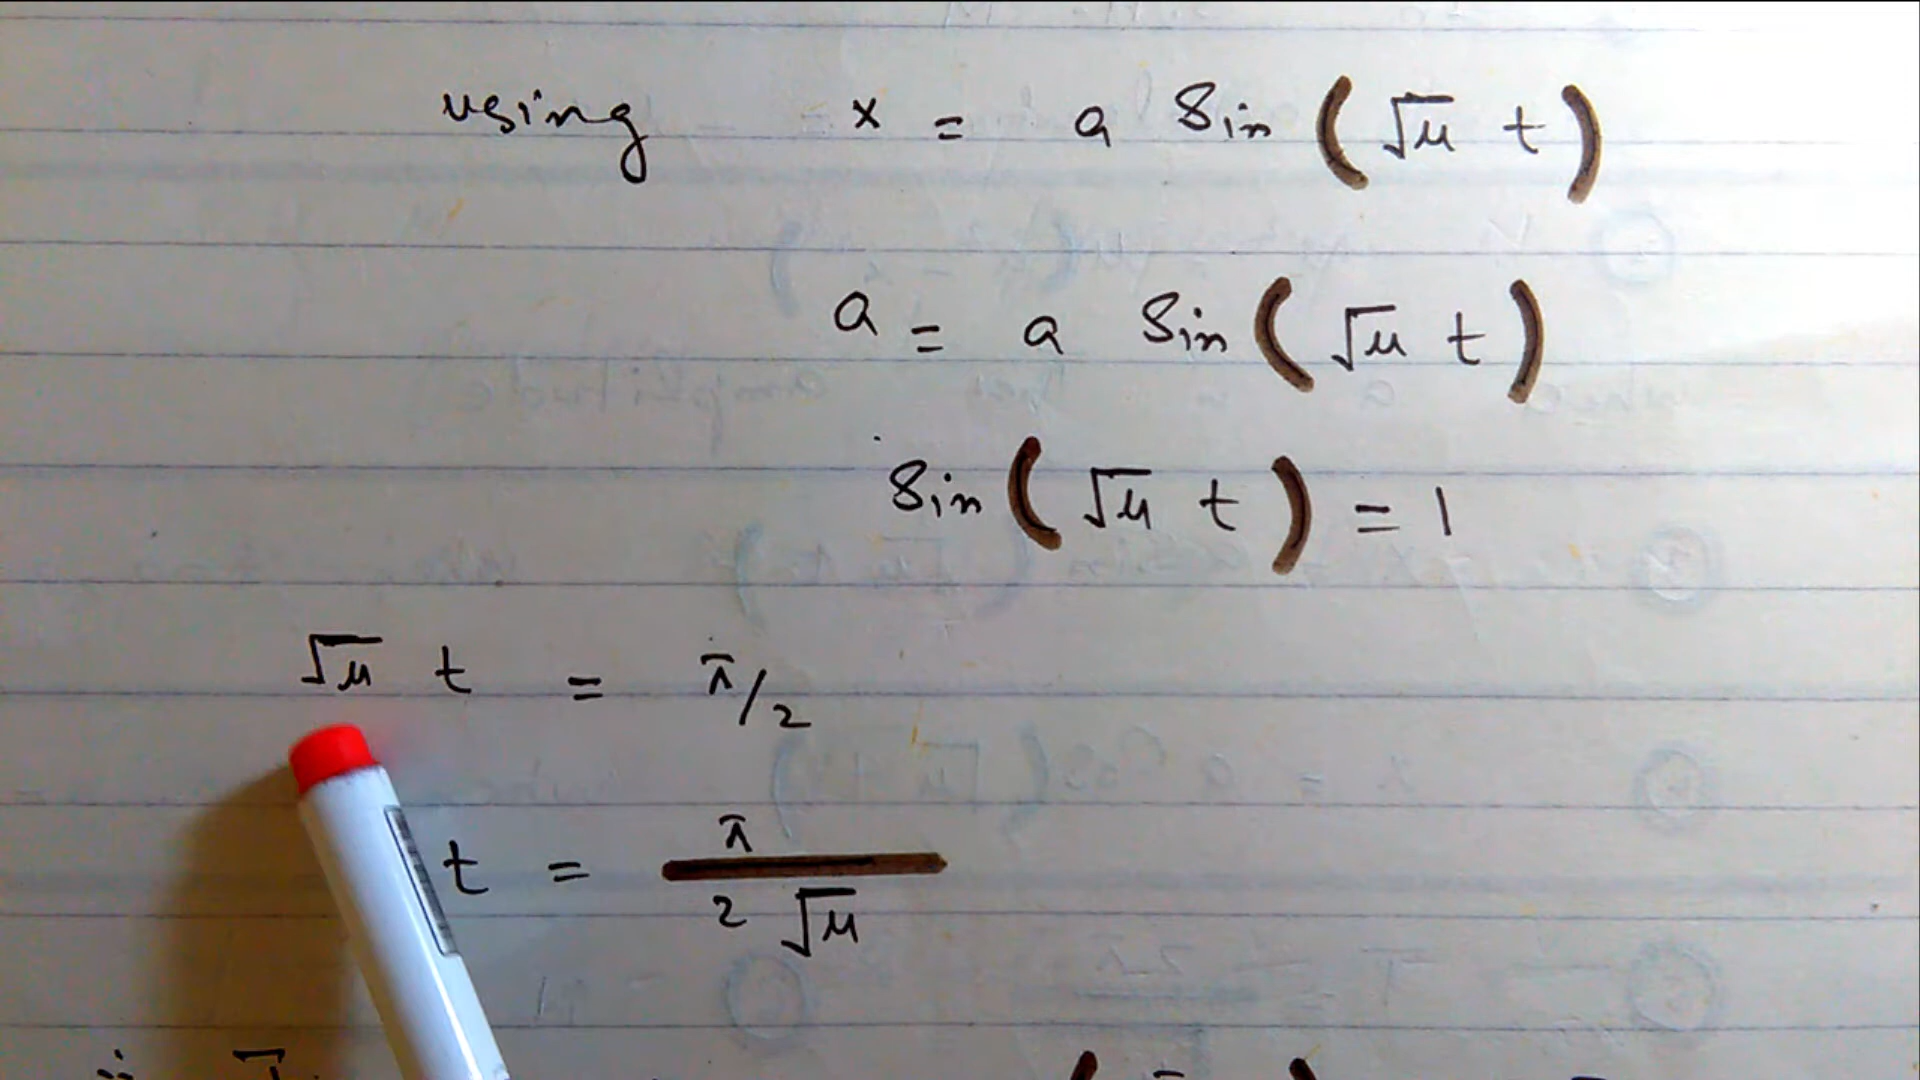 using x = a Sin (√μ t)
a = a Sin (√μ t)
Sin (√μ t) = 1
√μ t = π/2
t = π / 2 √μ